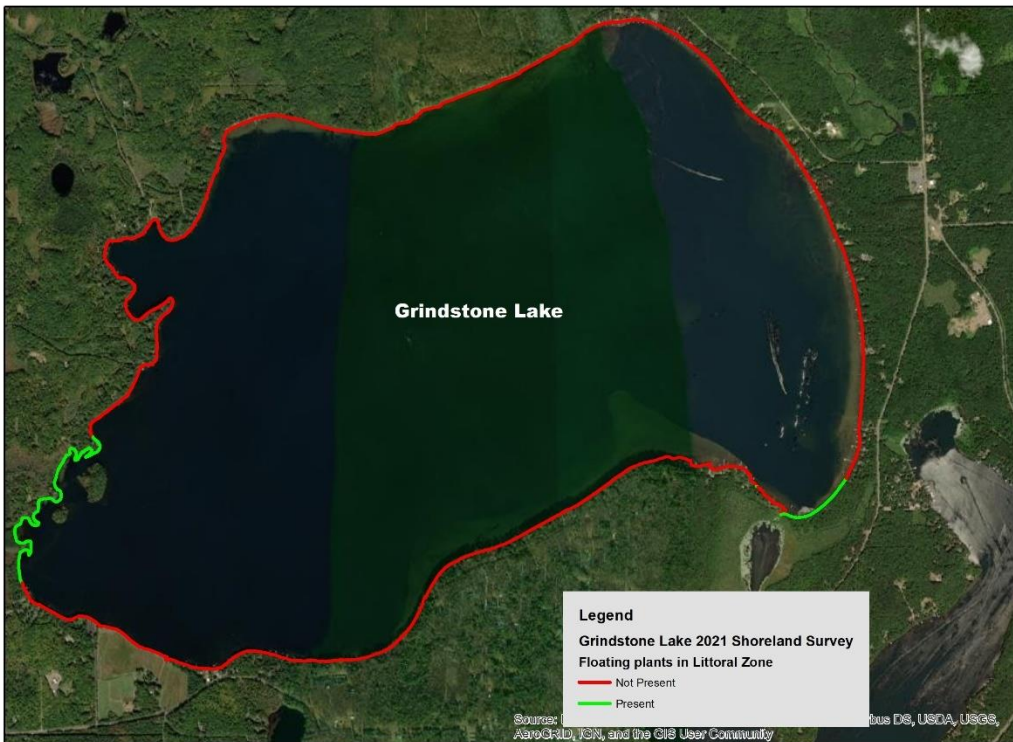 Grindstone Lake
Legend
Grindstone Lake 2021 Shoreland Survey
Floating plants in Littoral Zone
Not Present
Present
Source: bus DS, USDA, USGS,
AeroGRID, IGN, and the GIS User Community